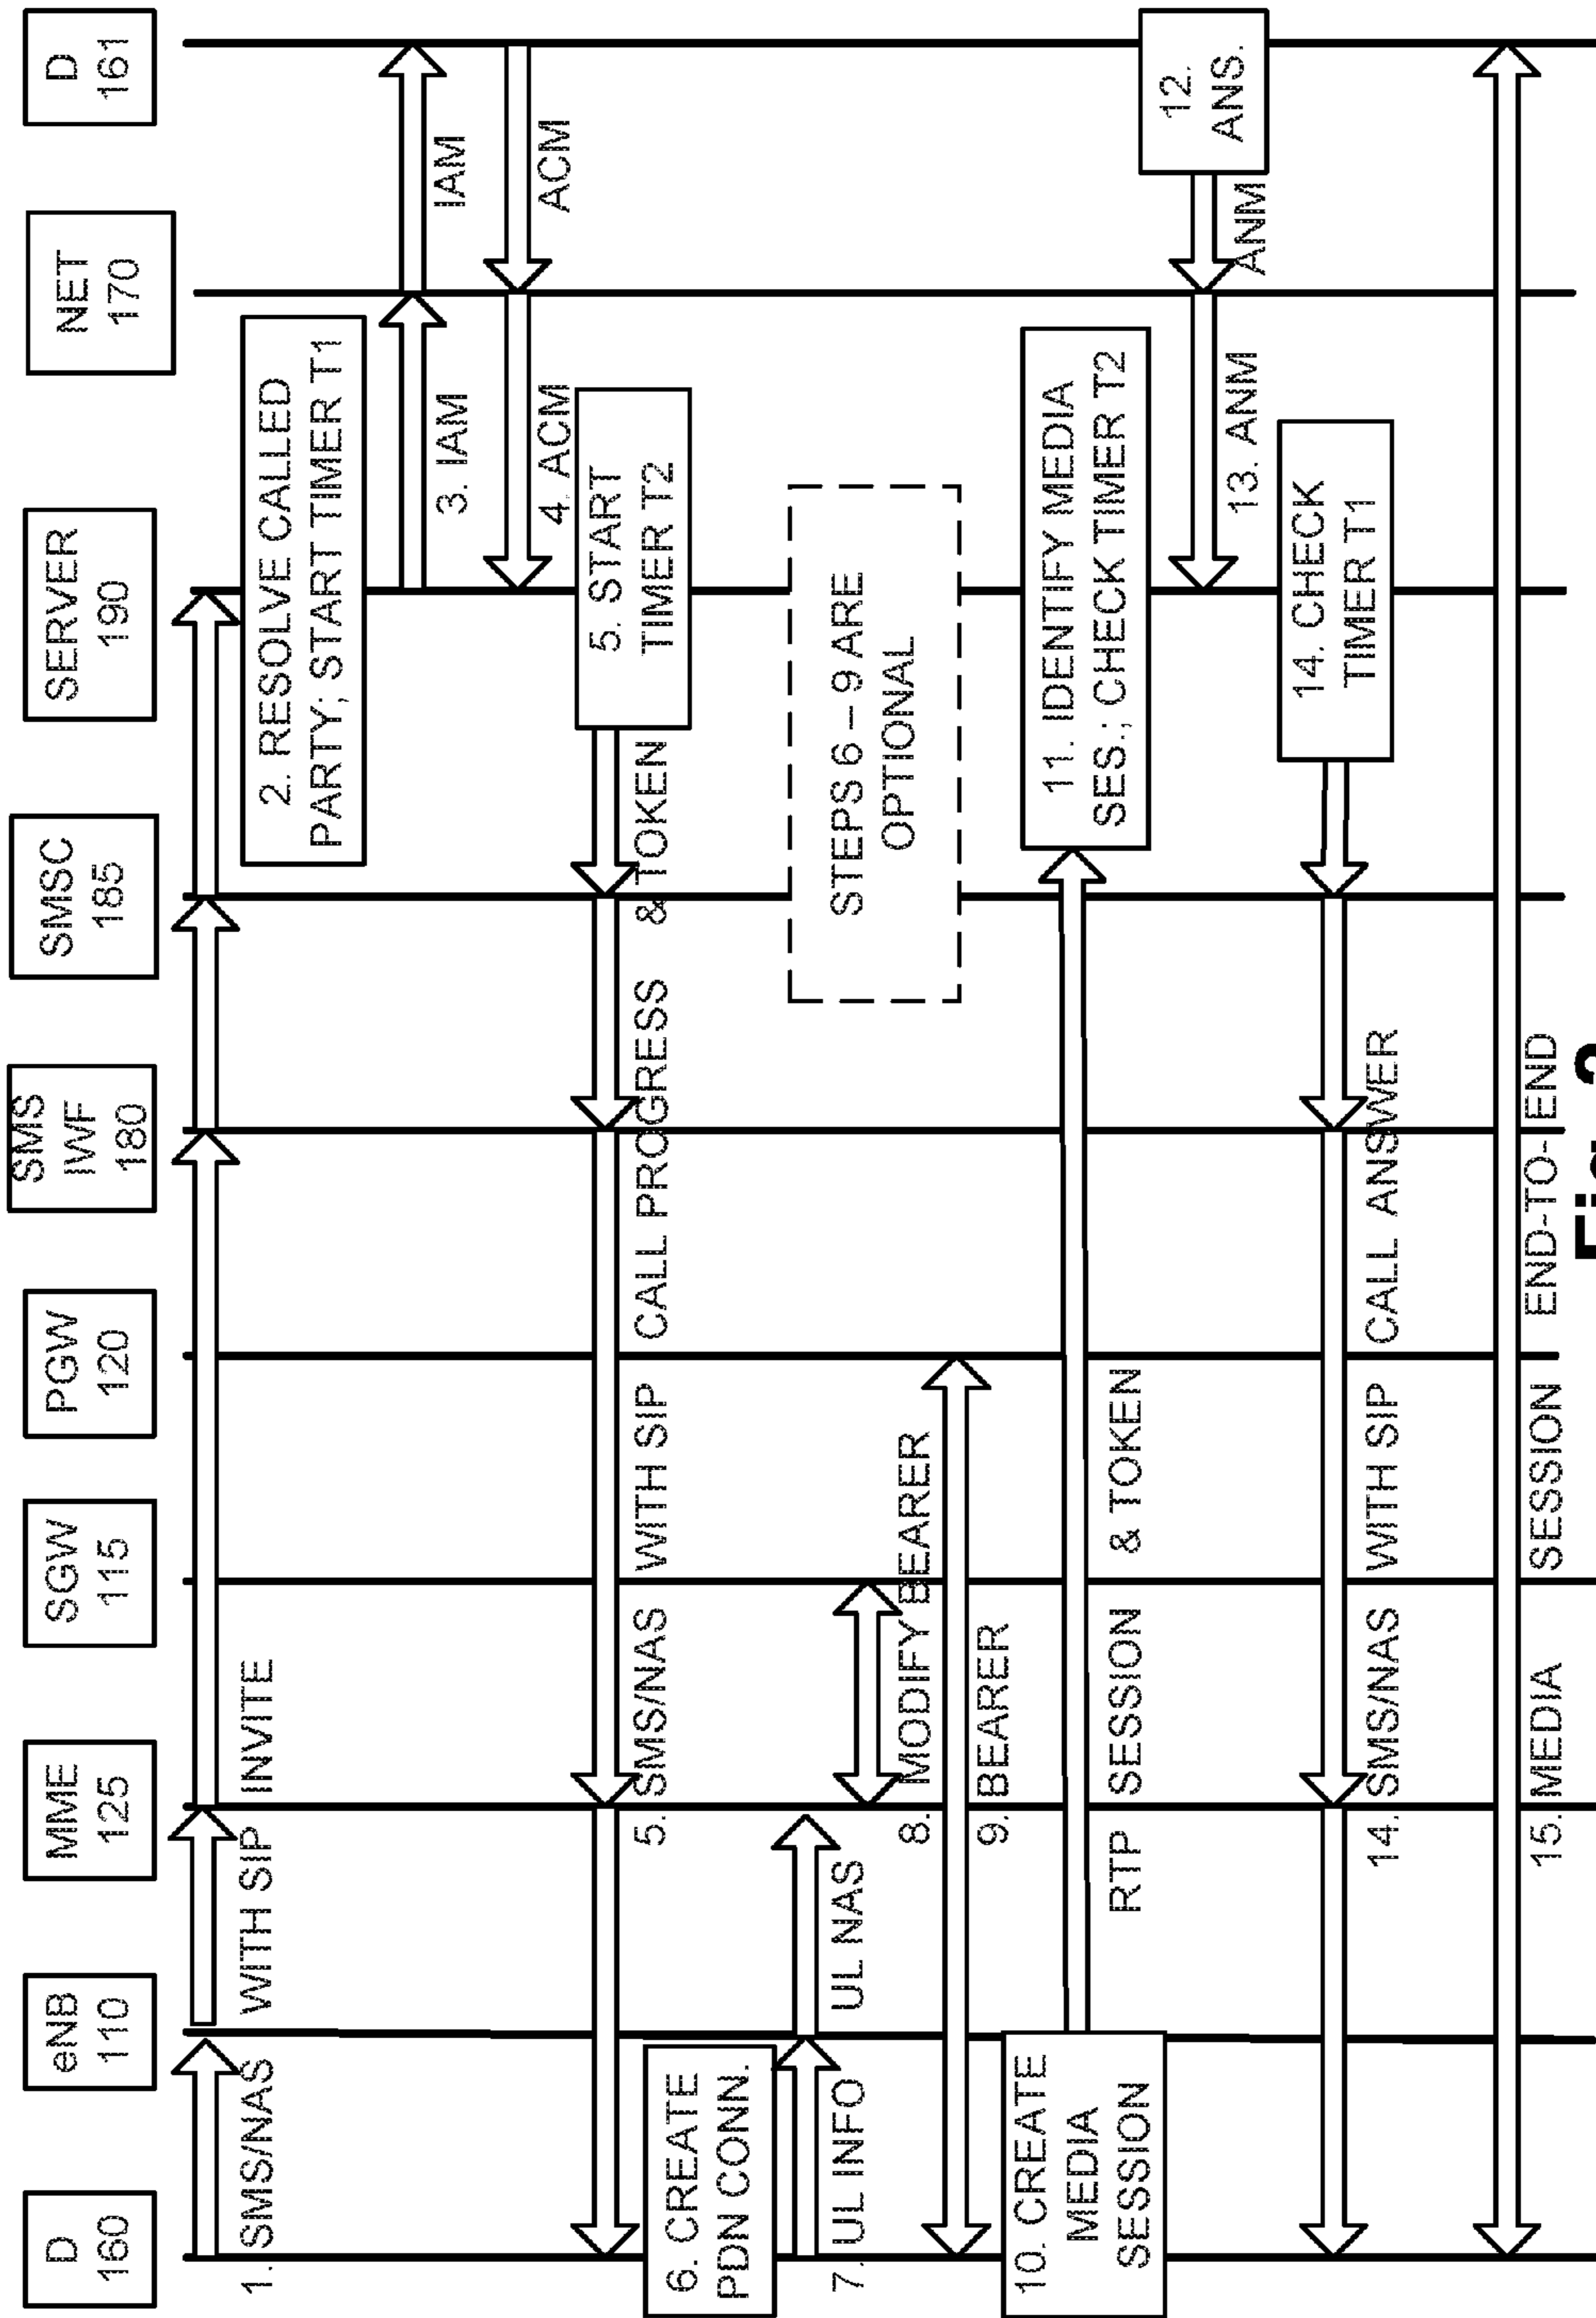 D
160
eNB
110
MME
125
SGW
115
PGW
120
SMS
IWF
180
SMSC
185
SERVER
190
NET
170
D
161
1. SMS/NAS WITH SIP INVITE
2. RESOLVE CALLED
PARTY; START TIMER T1
3. IAM
IAM
4. ACM
ACM
5. START
TIMER T2
5. SMS/NAS WITH SIP CALL PROGRESS & TOKEN
6. CREATE
PDN CONN.
7. UL INFO
UL NAS
STEPS 6 – 9 ARE
OPTIONAL
8. MODIFY BEARER
9. BEARER
10. CREATE
MEDIA
SESSION
RTP SESSION & TOKEN
11. IDENTIFY MEDIA
SES.; CHECK TIMER T2
12.
ANS.
ANM
13. ANM
14. CHECK
TIMER T1
14. SMS/NAS WITH SIP CALL ANSWER
15. MEDIA SESSION END-TO- END